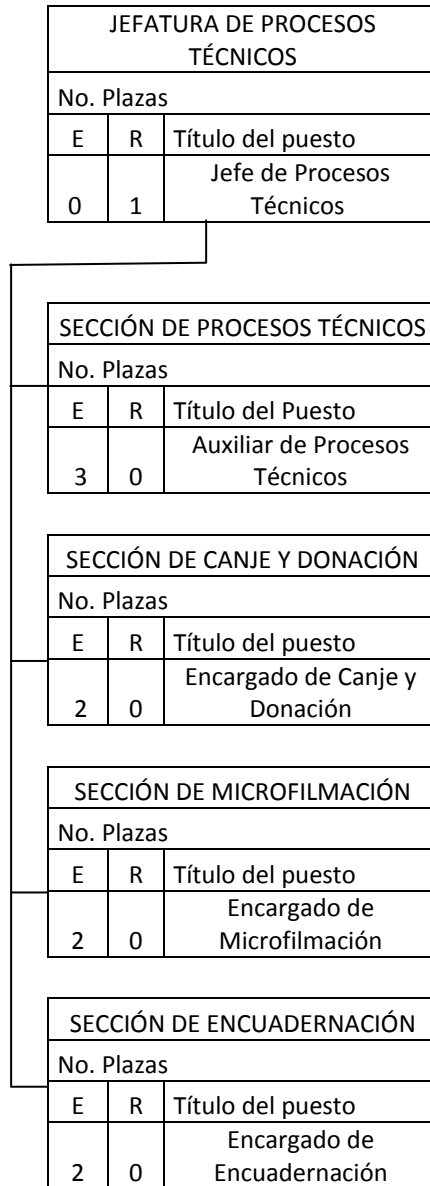 JEFATURA DE PROCESOS
TÉCNICOS
No. Plazas
E R Título del puesto
Jefe de Procesos
0 1 Técnicos
SECCIÓN DE PROCESOS TÉCNICOS
No. Plazas
E R Título del Puesto
Auxiliar de Procesos
3 0 Técnicos
SECCIÓN DE CANJE Y DONACIÓN
No. Plazas
E R Título del puesto
Encargado de Canje y
2 0 Donación
SECCIÓN DE MICROFILMACIÓN
No. Plazas
E R Título del puesto
Encargado de
2 0 Microfilmación
SECCIÓN DE ENCUADERNACIÓN
No. Plazas
E R Título del puesto
Encargado de
2 0 Encuadernación